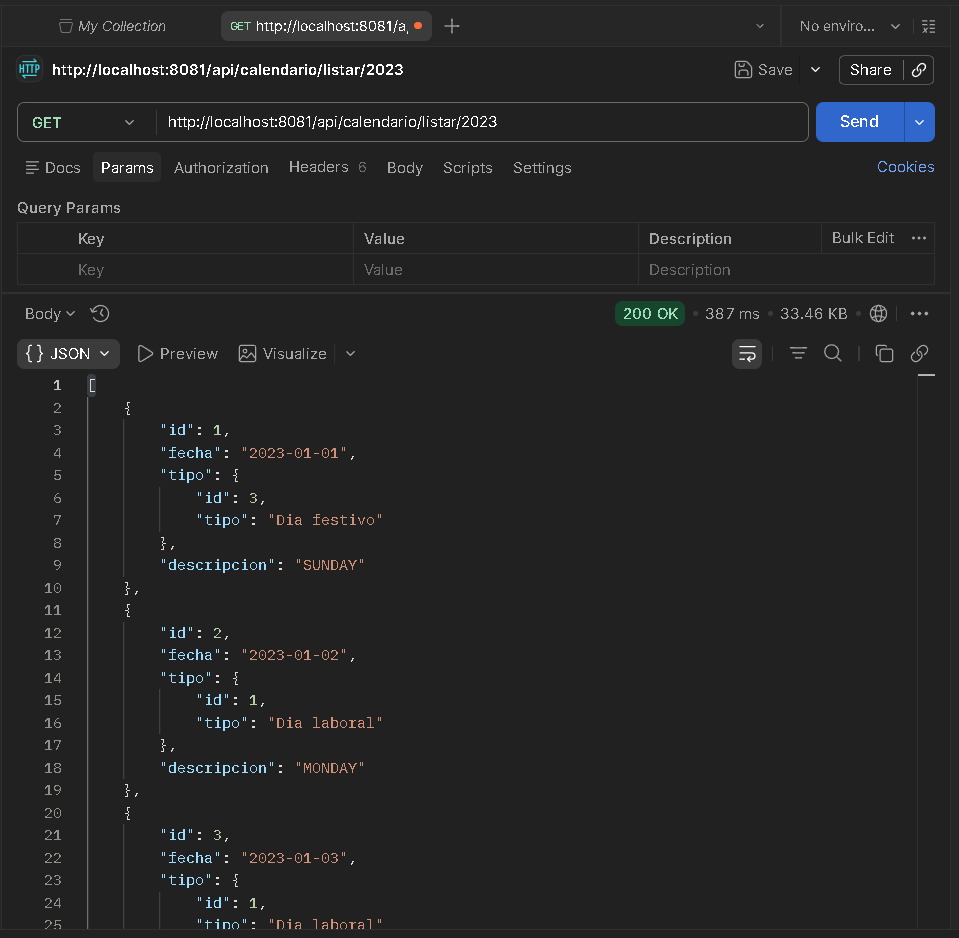 My Collection
GET http://localhost:8081/a
No enviro...
HTTP http://localhost:8081/api/calendario/listar/2023
Save
Share
GET http://localhost:8081/api/calendario/listar/2023
Send
Docs Params Authorization Headers 6 Body Scripts Settings Cookies
Query Params
Key Value Description Bulk Edit
Key Value Description
Body 200 OK • 387 ms • 33.46 KB
{} JSON Preview Visualize
1 [
2 {
3 "id": 1,
4 "fecha": "2023-01-01",
5 "tipo": {
6 "id": 3,
7 "tipo": "Dia festivo"
8 },
9 "descripcion": "SUNDAY"
10 },
11 {
12 "id": 2,
13 "fecha": "2023-01-02",
14 "tipo": {
15 "id": 1,
16 "tipo": "Dia laboral"
17 },
18 "descripcion": "MONDAY"
19 },
20 {
21 "id": 3,
22 "fecha": "2023-01-03",
23 "tipo": {
24 "id": 1,
25 "tipo": "Dia laboral"